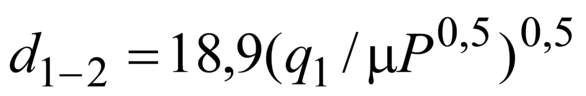 d₁₋₂ = 18,9(q₁ / μP⁰,⁵)⁰,⁵